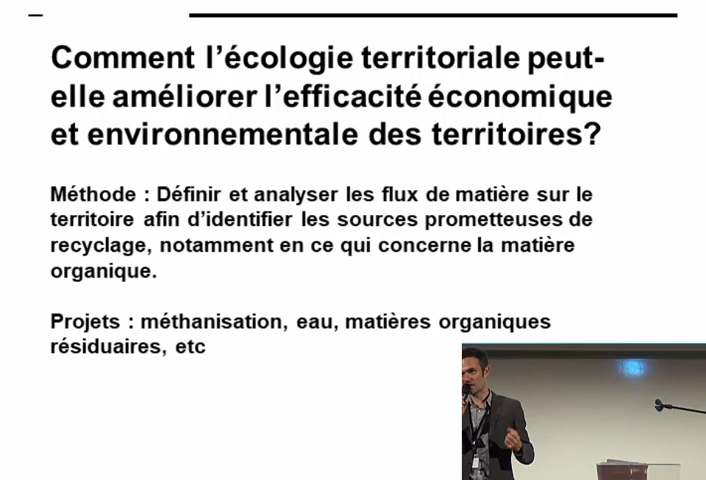 Comment l’écologie territoriale peut-
elle améliorer l’efficacité économique
et environnementale des territoires?
Méthode : Définir et analyser les flux de matière sur le
territoire afin d’identifier les sources prometteuses de
recyclage, notamment en ce qui concerne la matière
organique.
Projets : méthanisation, eau, matières organiques
résiduaires, etc